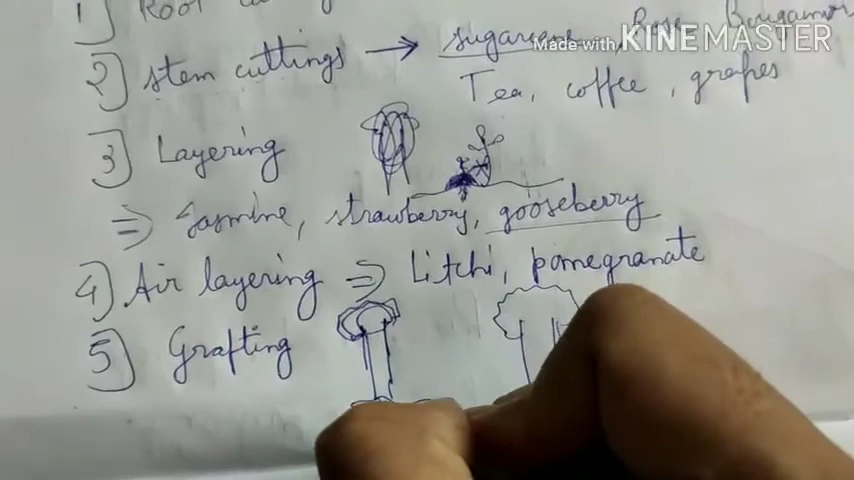 1] Root
2] stem cuttings → sugarcane, Rose,
Made with KINEMASTER
Tea, coffee, grapes
3] Layering
⇒ Jasmine, strawberry, gooseberry
4] Air layering ⇒ Litchi, pomegranate
5] Grafting